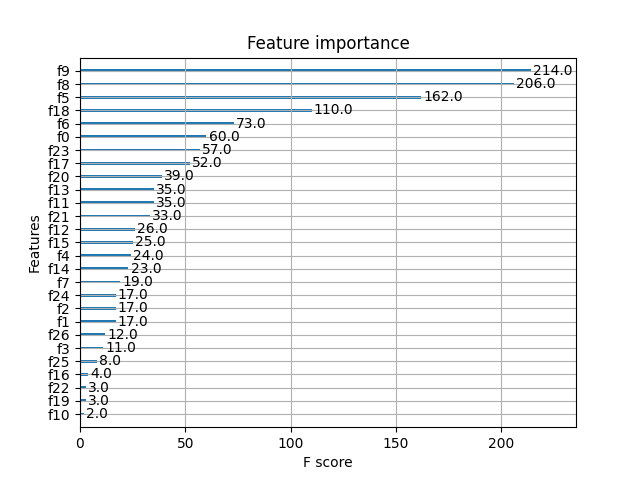 Feature importance
f9 214.0
f8 206.0
f5 162.0
f18 110.0
f6 73.0
f0 60.0
f23 57.0
f17 52.0
f20 39.0
f13 35.0
f11 35.0
f21 33.0
f12 26.0
f15 25.0
f4 24.0
f14 23.0
f7 19.0
f24 17.0
f2 17.0
f1 17.0
f26 12.0
f3 11.0
f25 8.0
f16 4.0
f22 3.0
f19 3.0
f10 2.0
Features
0 50 100 150 200
F score